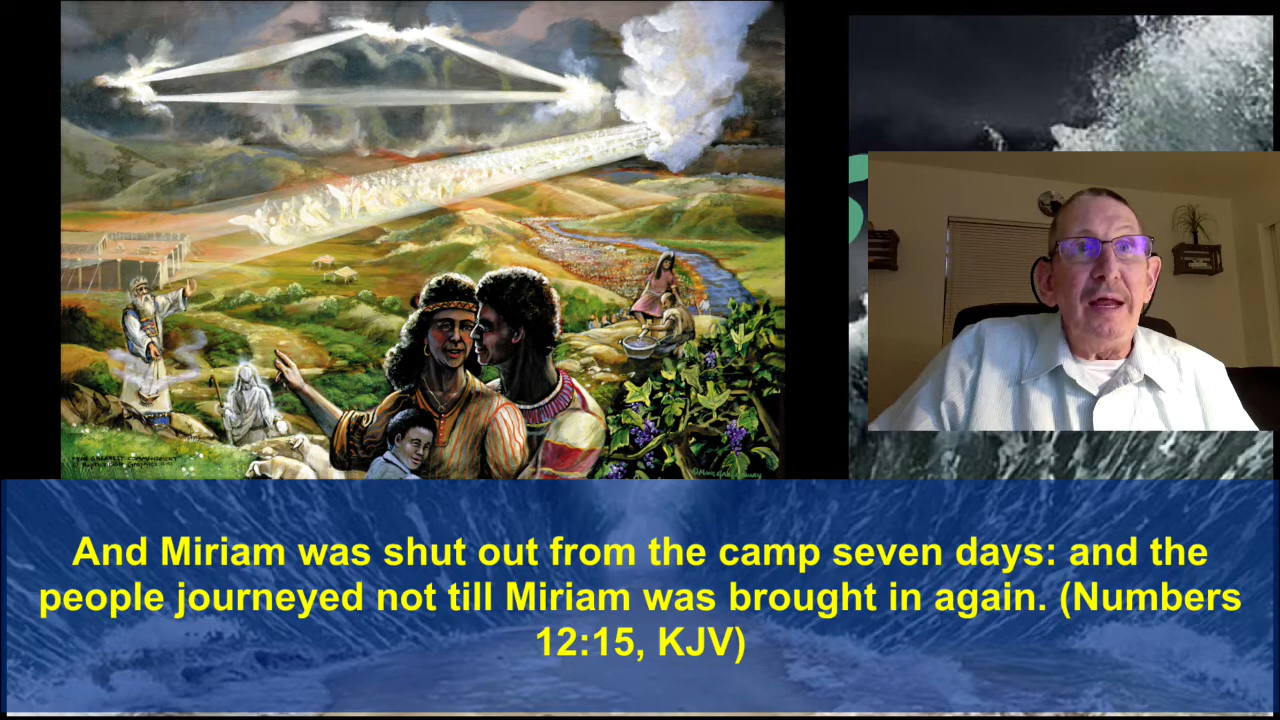 And Miriam was shut out from the camp seven days: and the
people journeyed not till Miriam was brought in again. (Numbers
12:15, KJV)